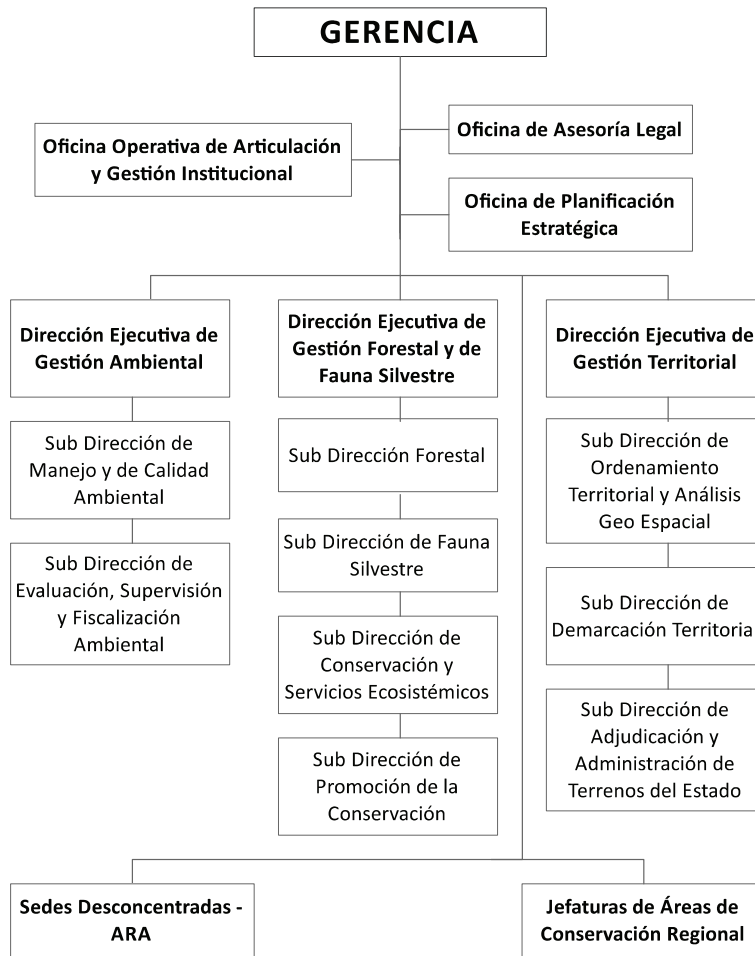 GERENCIA
Oficina Operativa de Articulación
y Gestión Institucional
Oficina de Asesoría Legal
Oficina de Planificación
Estratégica
Dirección Ejecutiva de
Gestión Ambiental
Sub Dirección de
Manejo y de Calidad
Ambiental
Sub Dirección de
Evaluación, Supervisión
y Fiscalización
Ambiental
Dirección Ejecutiva de
Gestión Forestal y de
Fauna Silvestre
Sub Dirección Forestal
Sub Dirección de Fauna
Silvestre
Sub Dirección de
Conservación y
Servicios Ecosistémicos
Sub Dirección de
Promoción de la
Conservación
Dirección Ejecutiva de
Gestión Territorial
Sub Dirección de
Ordenamiento
Territorial y Análisis
Geo Espacial
Sub Dirección de
Demarcación Territoria
Sub Dirección de
Adjudicación y
Administración de
Terrenos del Estado
Sedes Desconcentradas -
ARA
Jefaturas de Áreas de
Conservación Regional